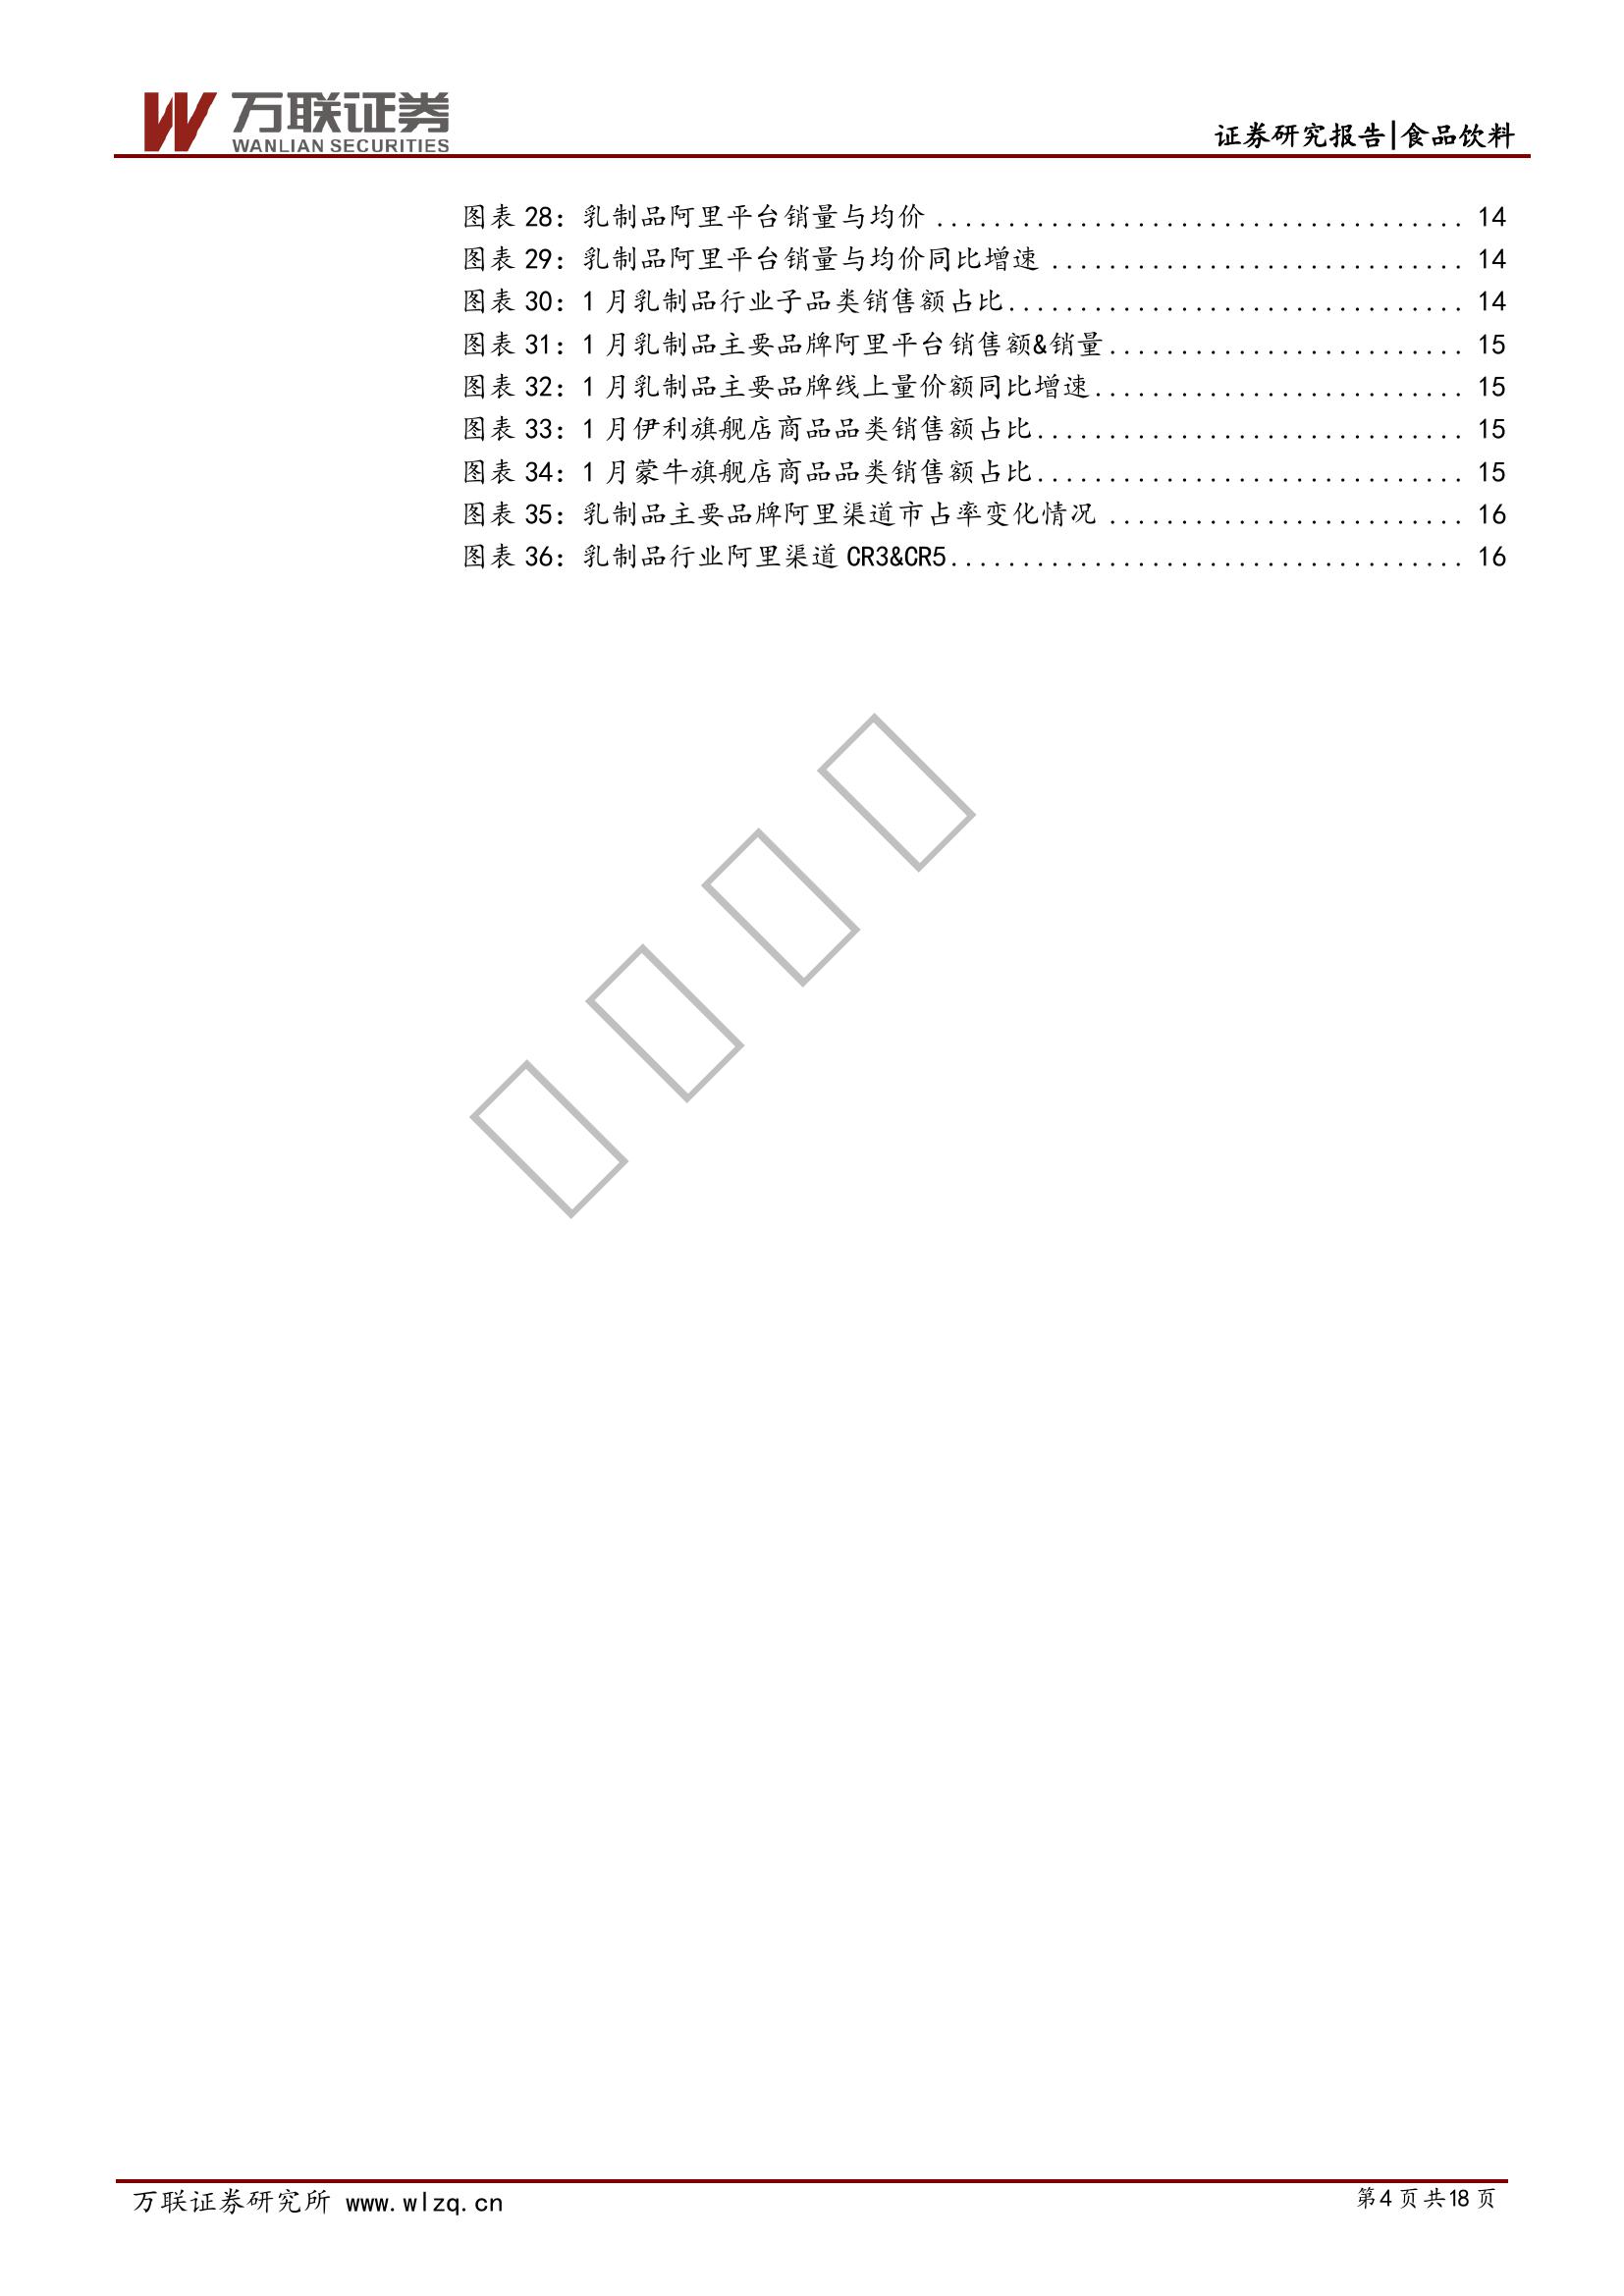 万联证券
WANLIAN SECURITIES
证券研究报告|食品饮料
图表 28：乳制品阿里平台销量与均价 ..................................... 14
图表 29：乳制品阿里平台销量与均价同比增速 ............................. 14
图表 30：1 月乳制品行业子品类销售额占比................................ 14
图表 31：1 月乳制品主要品牌阿里平台销售额&销量......................... 15
图表 32：1 月乳制品主要品牌线上量价额同比增速.......................... 15
图表 33：1 月伊利旗舰店商品品类销售额占比.............................. 15
图表 34：1 月蒙牛旗舰店商品品类销售额占比.............................. 15
图表 35：乳制品主要品牌阿里渠道市占率变化情况 ......................... 16
图表 36：乳制品行业阿里渠道 CR3&CR5.................................... 16
万联证券研究所 www.wlzq.cn
第4页共18页